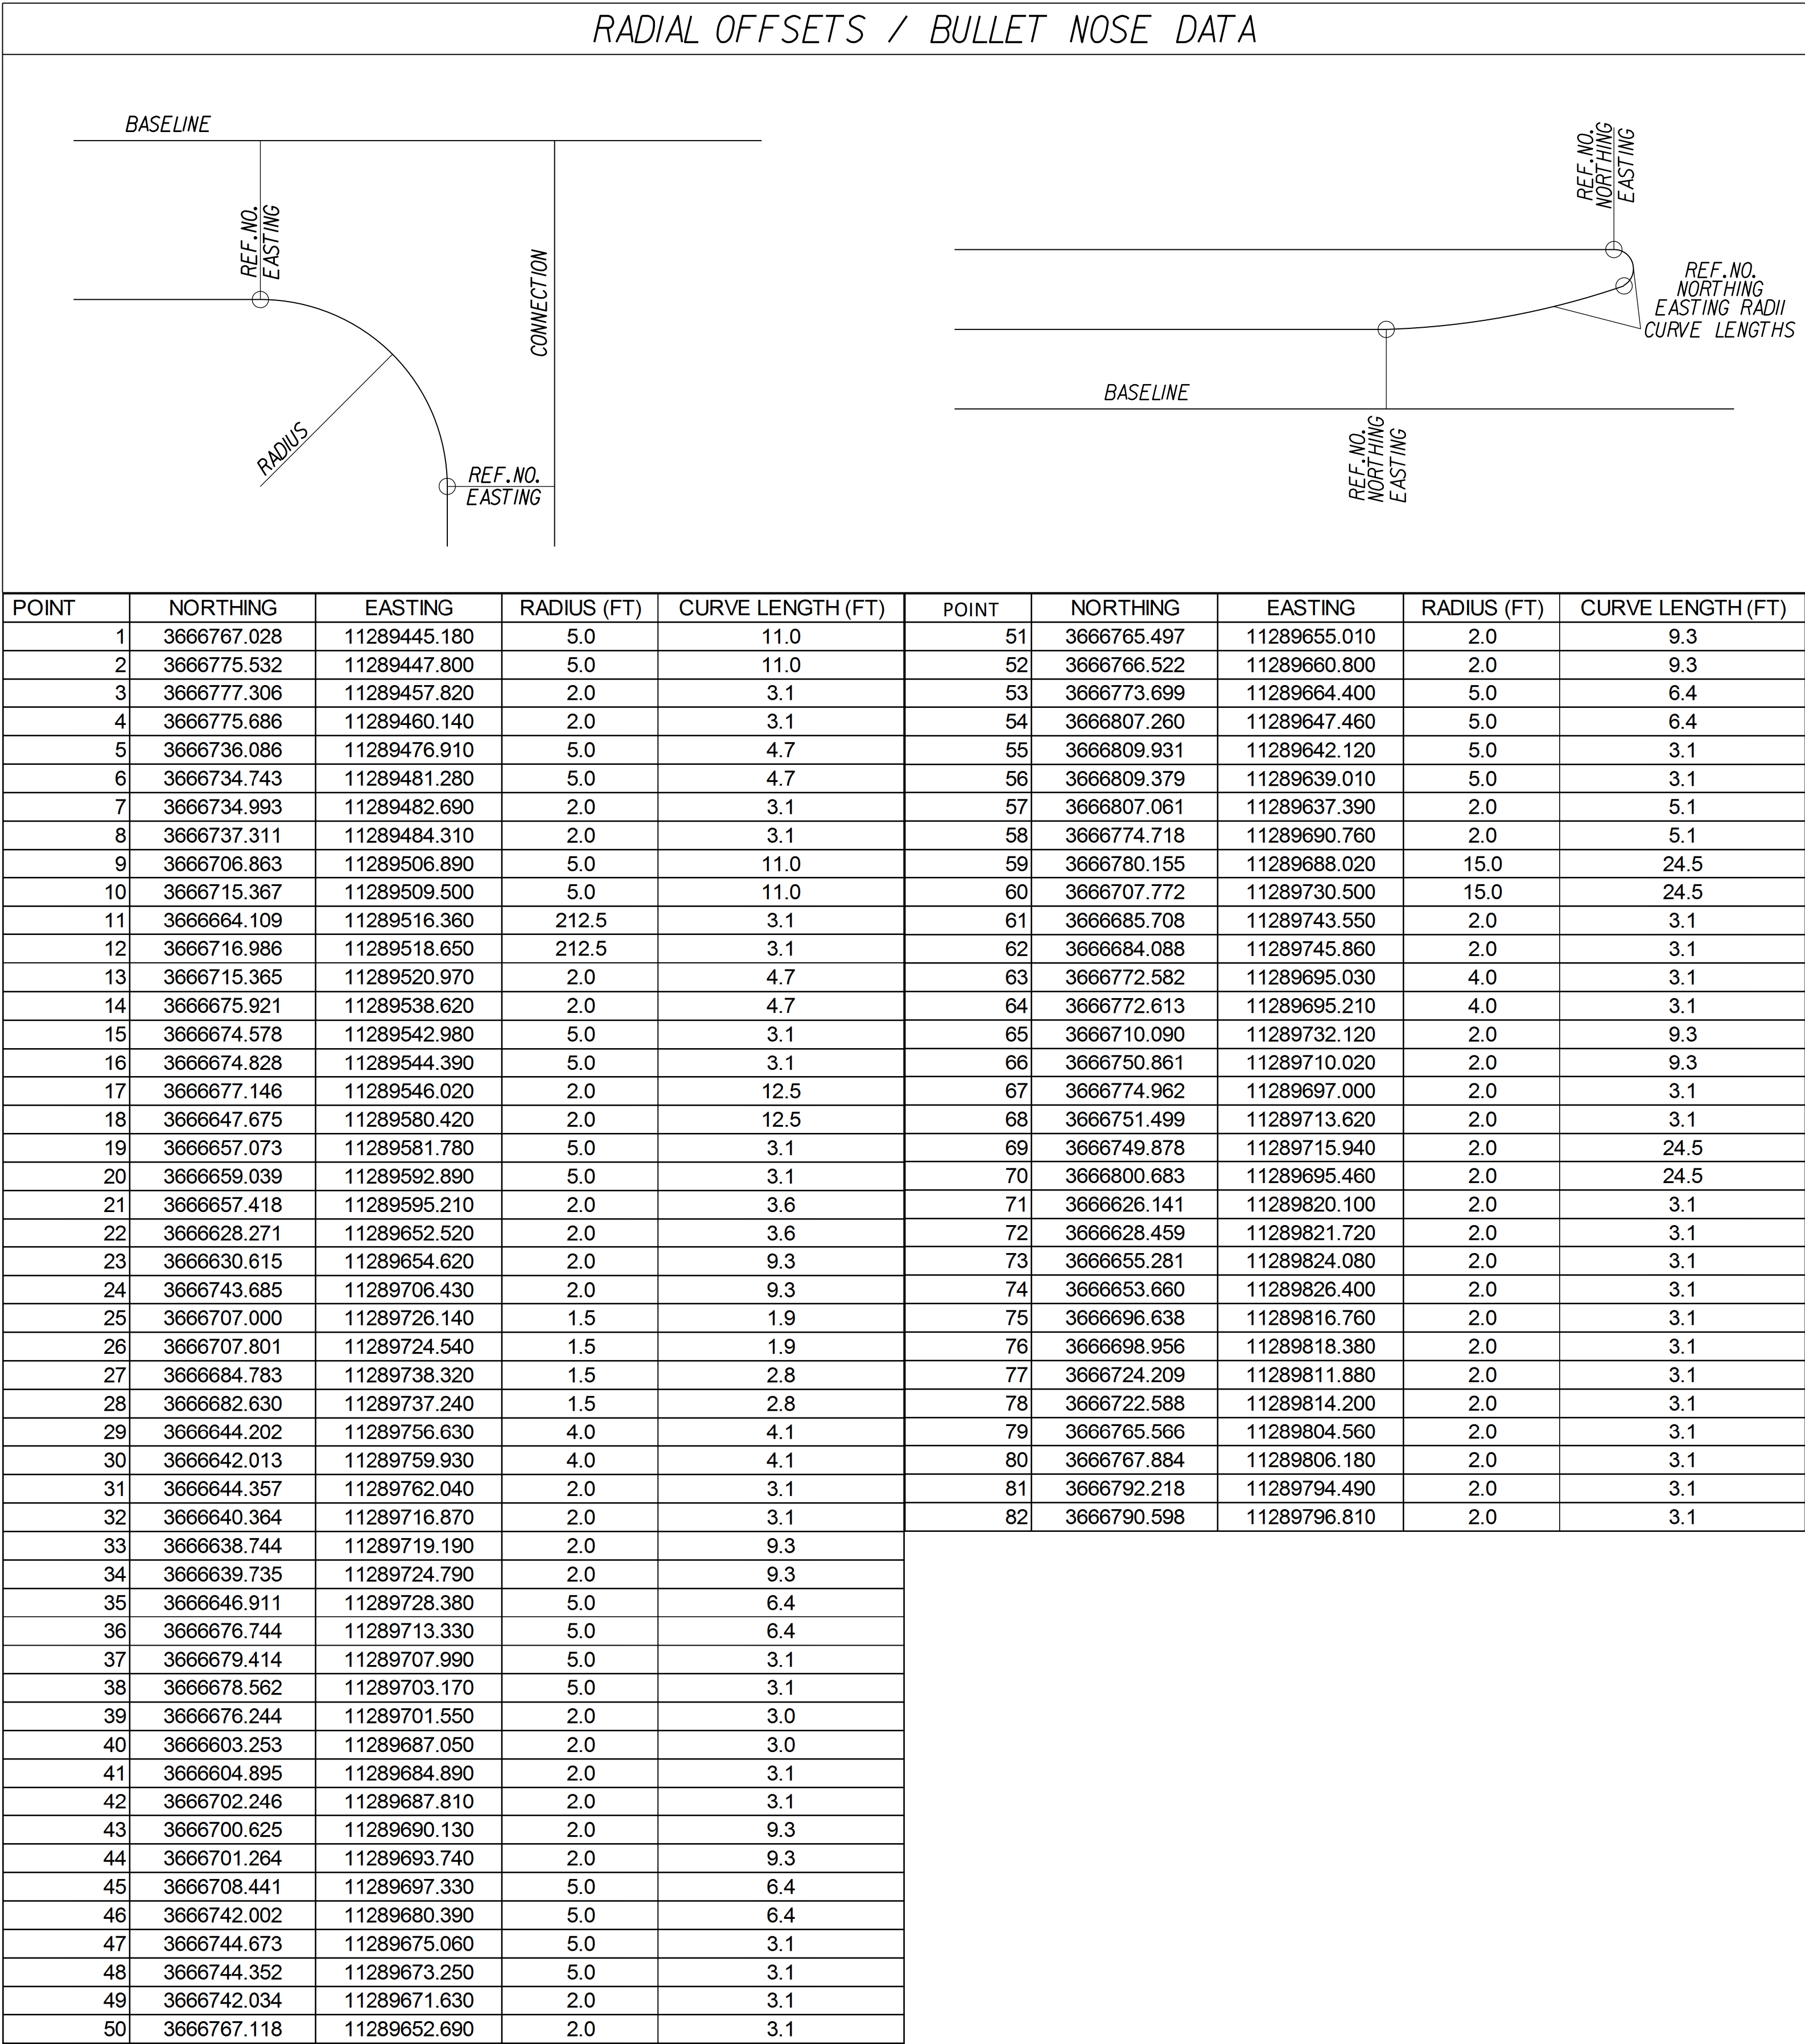 RADIAL OFFSETS / BULLET NOSE DATA
BASELINE
REF.NO.
EASTING
CONNECTION
RADIUS
REF.NO.
EASTING
REF.NO.
NORTHING
EASTING
REF.NO.
NORTHING
EASTING RADII
CURVE LENGTHS
BASELINE
REF.NO.
NORTHING
EASTING
POINT NORTHING EASTING RADIUS (FT) CURVE LENGTH (FT)
1 3666767.028 11289445.180 5.0 11.0
2 3666775.532 11289447.800 5.0 11.0
3 3666777.306 11289457.820 2.0 3.1
4 3666775.686 11289460.140 2.0 3.1
5 3666736.086 11289476.910 5.0 4.7
6 3666734.743 11289481.280 5.0 4.7
7 3666734.993 11289482.690 2.0 3.1
8 3666737.311 11289484.310 2.0 3.1
9 3666706.863 11289506.890 5.0 11.0
10 3666715.367 11289509.500 5.0 11.0
11 3666664.109 11289516.360 212.5 3.1
12 3666716.986 11289518.650 212.5 3.1
13 3666715.365 11289520.970 2.0 4.7
14 3666675.921 11289538.620 2.0 4.7
15 3666674.578 11289542.980 5.0 3.1
16 3666674.828 11289544.390 5.0 3.1
17 3666677.146 11289546.020 2.0 12.5
18 3666647.675 11289580.420 2.0 12.5
19 3666657.073 11289581.780 5.0 3.1
20 3666659.039 11289592.890 5.0 3.1
21 3666657.418 11289595.210 2.0 3.6
22 3666628.271 11289652.520 2.0 3.6
23 3666630.615 11289654.620 2.0 9.3
24 3666743.685 11289706.430 2.0 9.3
25 3666707.000 11289726.140 1.5 1.9
26 3666707.801 11289724.540 1.5 1.9
27 3666684.783 11289738.320 1.5 2.8
28 3666682.630 11289737.240 1.5 2.8
29 3666644.202 11289756.630 4.0 4.1
30 3666642.013 11289759.930 4.0 4.1
31 3666644.357 11289762.040 2.0 3.1
32 3666640.364 11289716.870 2.0 3.1
33 3666638.744 11289719.190 2.0 9.3
34 3666639.735 11289724.790 2.0 9.3
35 3666646.911 11289728.380 5.0 6.4
36 3666676.744 11289713.330 5.0 6.4
37 3666679.414 11289707.990 5.0 3.1
38 3666678.562 11289703.170 5.0 3.1
39 3666676.244 11289701.550 2.0 3.0
40 3666603.253 11289687.050 2.0 3.0
41 3666604.895 11289684.890 2.0 3.1
42 3666702.246 11289687.810 2.0 3.1
43 3666700.625 11289690.130 2.0 9.3
44 3666701.264 11289693.740 2.0 9.3
45 3666708.441 11289697.330 5.0 6.4
46 3666742.002 11289680.390 5.0 6.4
47 3666744.673 11289675.060 5.0 3.1
48 3666744.352 11289673.250 5.0 3.1
49 3666742.034 11289671.630 2.0 3.1
50 3666767.118 11289652.690 2.0 3.1
POINT NORTHING EASTING RADIUS (FT) CURVE LENGTH (FT)
51 3666765.497 11289655.010 2.0 9.3
52 3666766.522 11289660.800 2.0 9.3
53 3666773.699 11289664.400 5.0 6.4
54 3666807.260 11289647.460 5.0 6.4
55 3666809.931 11289642.120 5.0 3.1
56 3666809.379 11289639.010 5.0 3.1
57 3666807.061 11289637.390 2.0 5.1
58 3666774.718 11289690.760 2.0 5.1
59 3666780.155 11289688.020 15.0 24.5
60 3666707.772 11289730.500 15.0 24.5
61 3666685.708 11289743.550 2.0 3.1
62 3666684.088 11289745.860 2.0 3.1
63 3666772.582 11289695.030 4.0 3.1
64 3666772.613 11289695.210 4.0 3.1
65 3666710.090 11289732.120 2.0 9.3
66 3666750.861 11289710.020 2.0 9.3
67 3666774.962 11289697.000 2.0 3.1
68 3666751.499 11289713.620 2.0 3.1
69 3666749.878 11289715.940 2.0 24.5
70 3666800.683 11289695.460 2.0 24.5
71 3666626.141 11289820.100 2.0 3.1
72 3666628.459 11289821.720 2.0 3.1
73 3666655.281 11289824.080 2.0 3.1
74 3666653.660 11289826.400 2.0 3.1
75 3666696.638 11289816.760 2.0 3.1
76 3666698.956 11289818.380 2.0 3.1
77 3666724.209 11289811.880 2.0 3.1
78 3666722.588 11289814.200 2.0 3.1
79 3666765.566 11289804.560 2.0 3.1
80 3666767.884 11289806.180 2.0 3.1
81 3666792.218 11289794.490 2.0 3.1
82 3666790.598 11289796.810 2.0 3.1